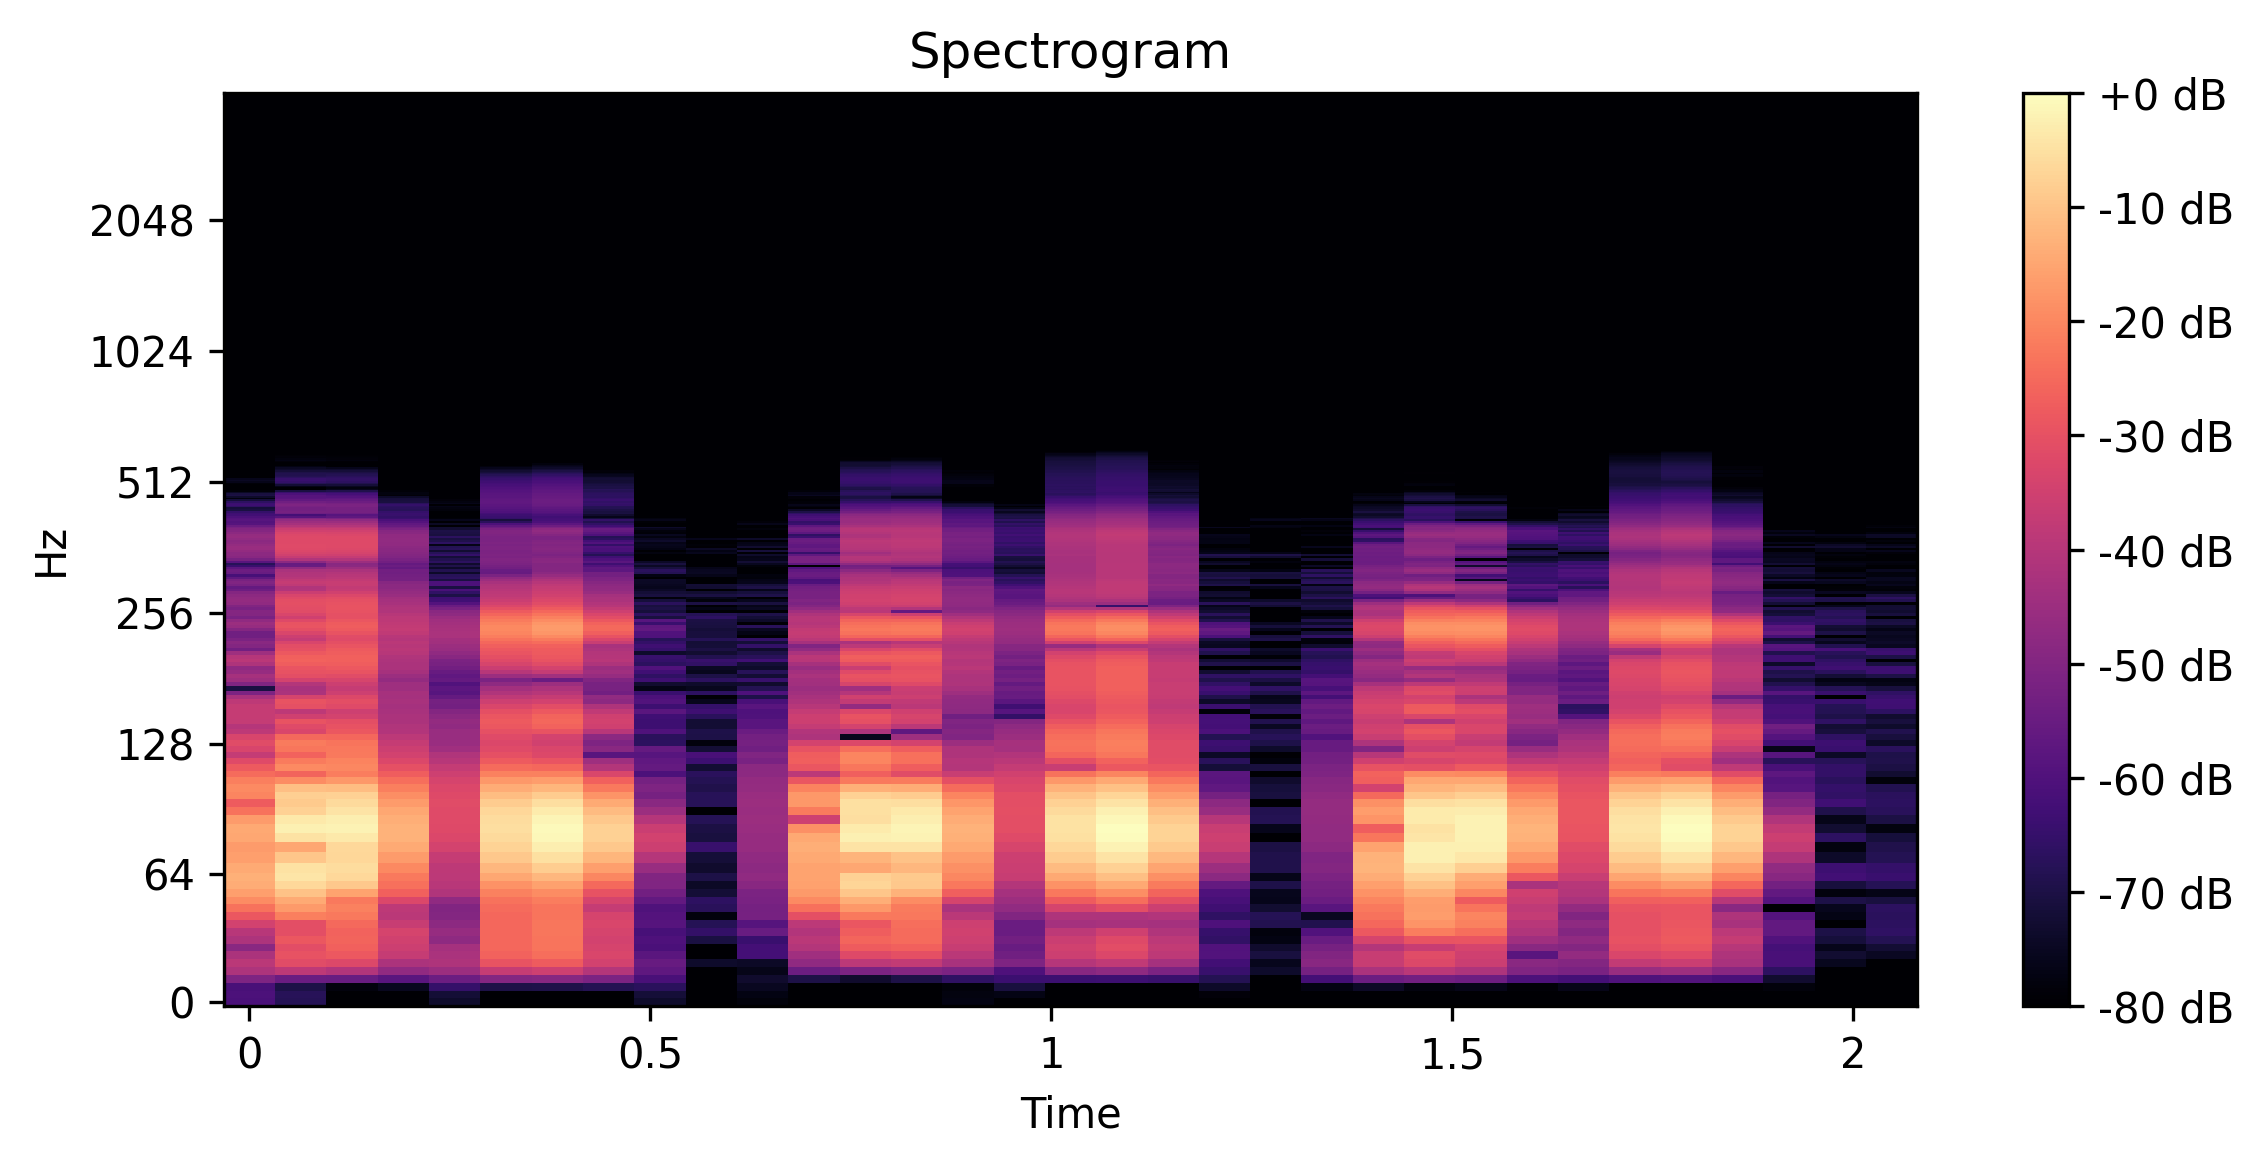 Spectrogram
Hz
2048
1024
512
256
128
64
0
0 0.5 1 1.5 2
Time
+0 dB
-10 dB
-20 dB
-30 dB
-40 dB
-50 dB
-60 dB
-70 dB
-80 dB